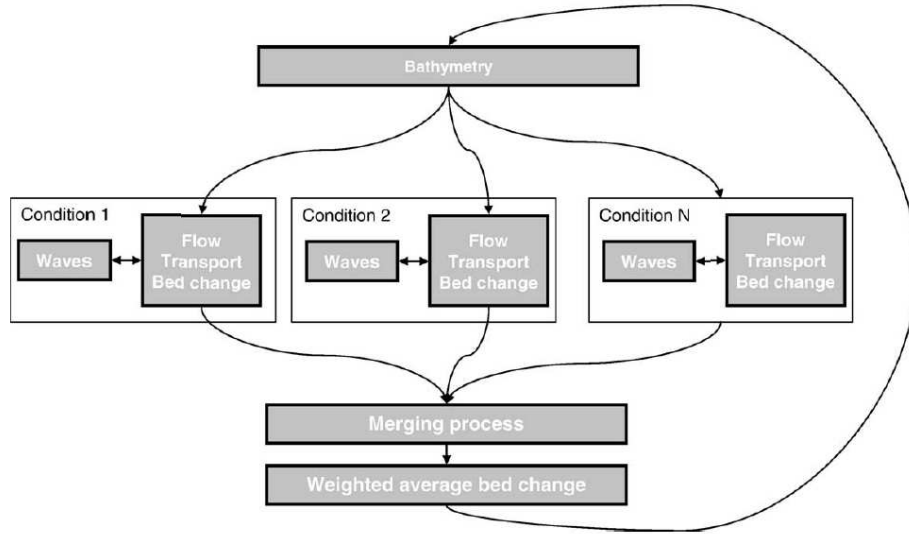 Bathymetry
Condition 1
Waves
Flow
Transport
Bed change
Condition 2
Waves
Flow
Transport
Bed change
Condition N
Waves
Flow
Transport
Bed change
Merging process
Weighted average bed change